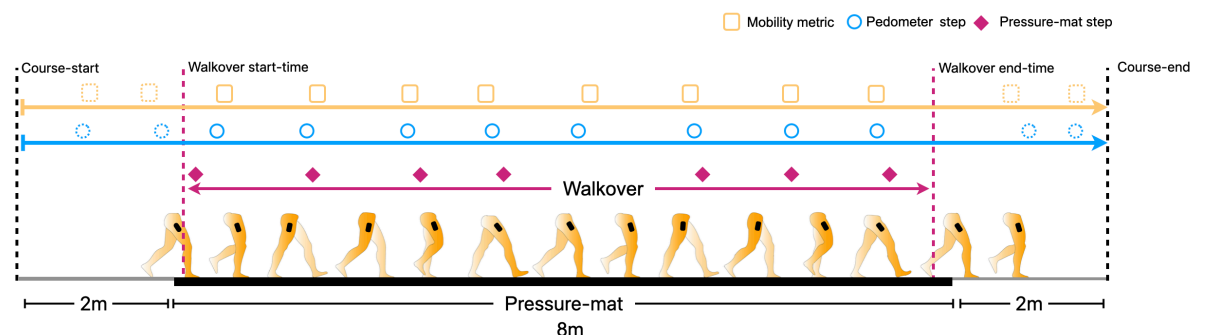 Mobility metric Pedometer step Pressure-mat step
Course-start Walkover start-time Walkover end-time Course-end
Walkover
2m Pressure-mat 2m
8m